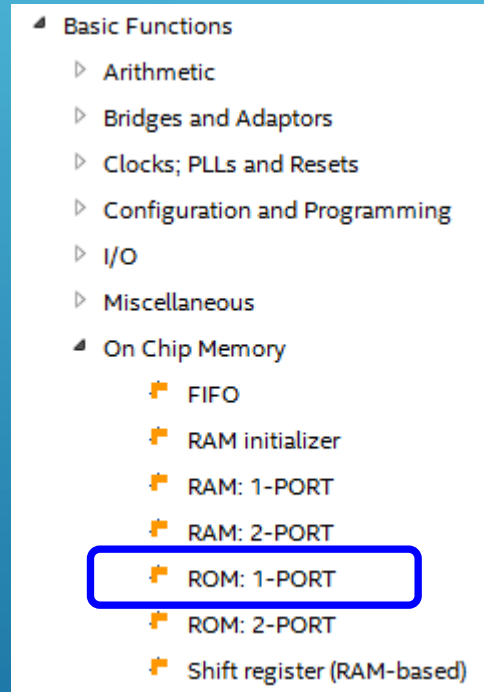 Basic Functions
Arithmetic
Bridges and Adaptors
Clocks; PLLs and Resets
Configuration and Programming
I/O
Miscellaneous
On Chip Memory
FIFO
RAM initializer
RAM: 1-PORT
RAM: 2-PORT
ROM: 1-PORT
ROM: 2-PORT
Shift register (RAM-based)